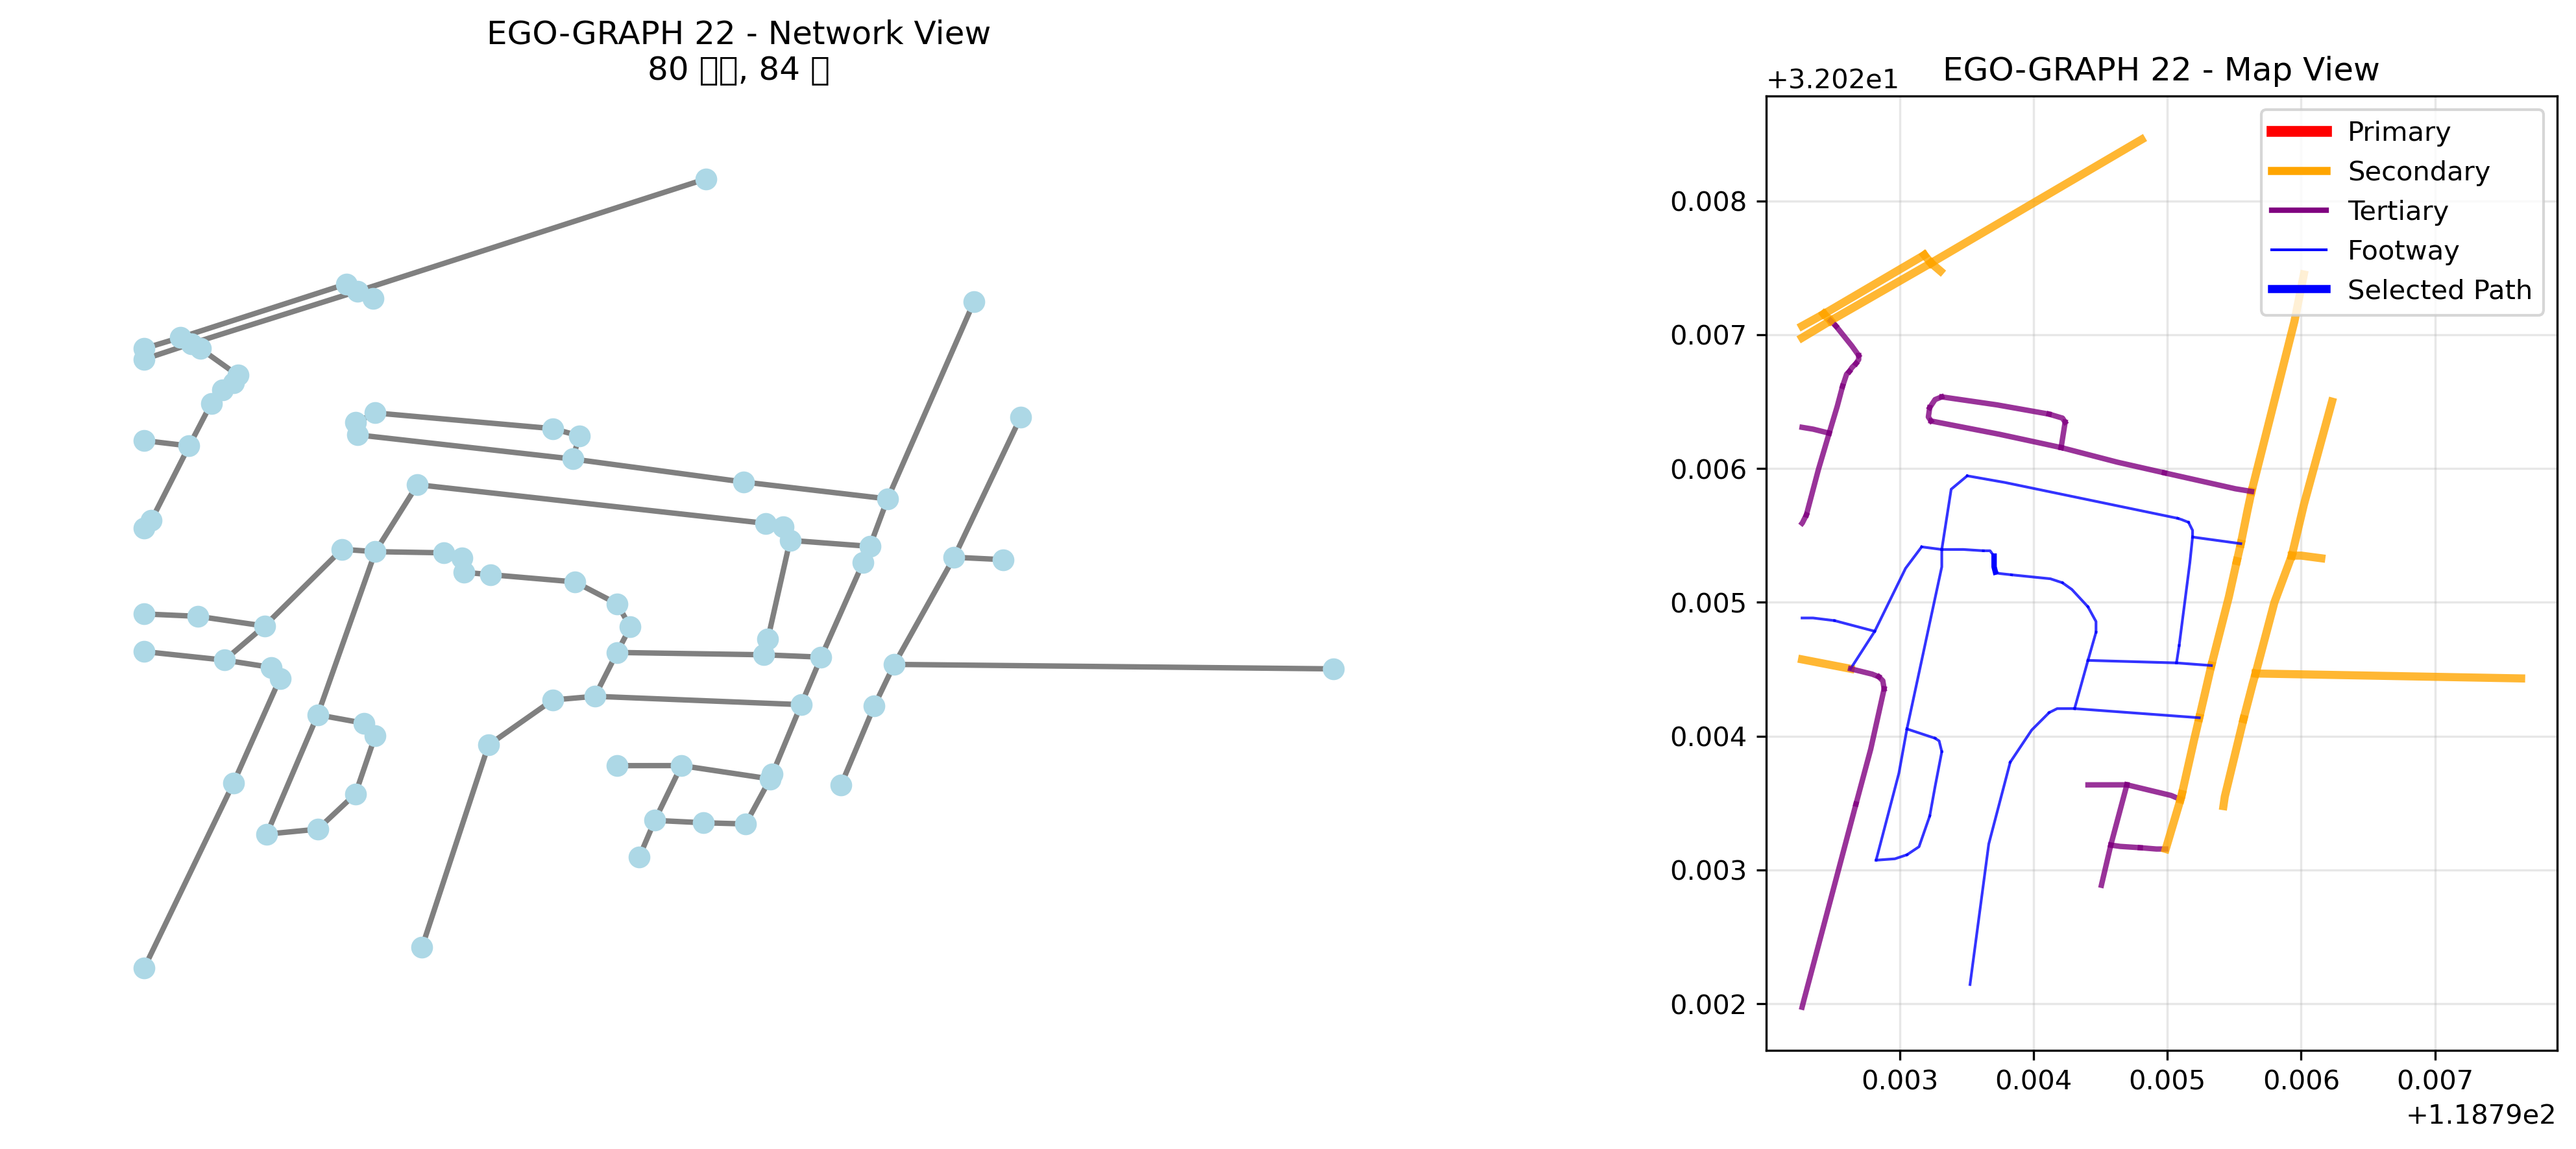 EGO-GRAPH 22 - Network View
80 , 84
+3.202e1
EGO-GRAPH 22 - Map View
Primary
Secondary
Tertiary
Footway
Selected Path
0.008
0.007
0.006
0.005
0.004
0.003
0.002
0.003 0.004 0.005 0.006 0.007
+1.1879e2